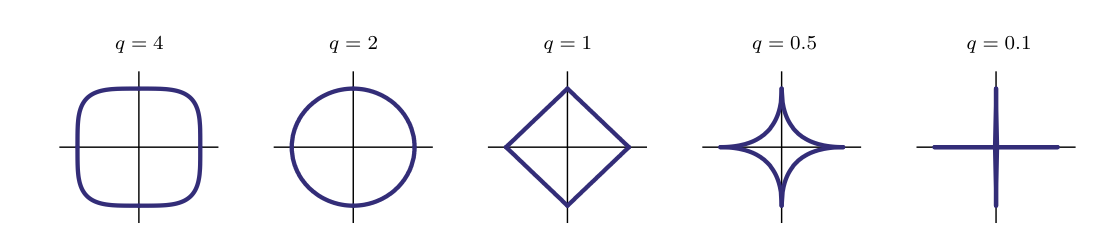 q = 4 q = 2 q = 1 q = 0.5 q = 0.1